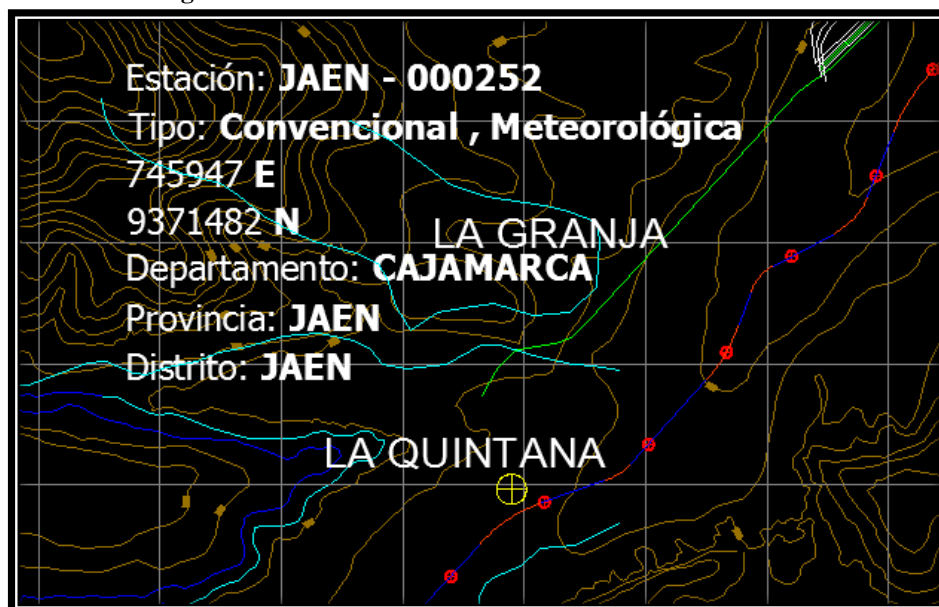 Estación: JAEN - 000252
Tipo: Convencional , Meteorológica
745947 E
9371482 N
LA GRANJA
Departamento: CAJAMARCA
Provincia: JAEN
Distrito: JAEN
LA QUINTANA